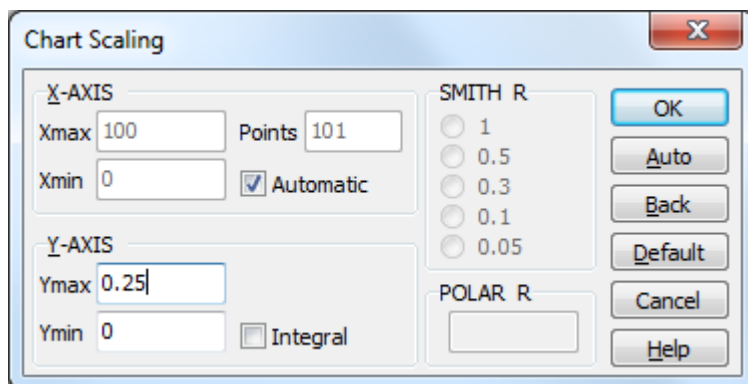 Chart Scaling
X-AXIS
Xmax 100 Points 101
Xmin 0 Automatic
Y-AXIS
Ymax 0.25
Ymin 0 Integral
SMITH R
1
0.5
0.3
0.1
0.05
POLAR R
OK
Auto
Back
Default
Cancel
Help